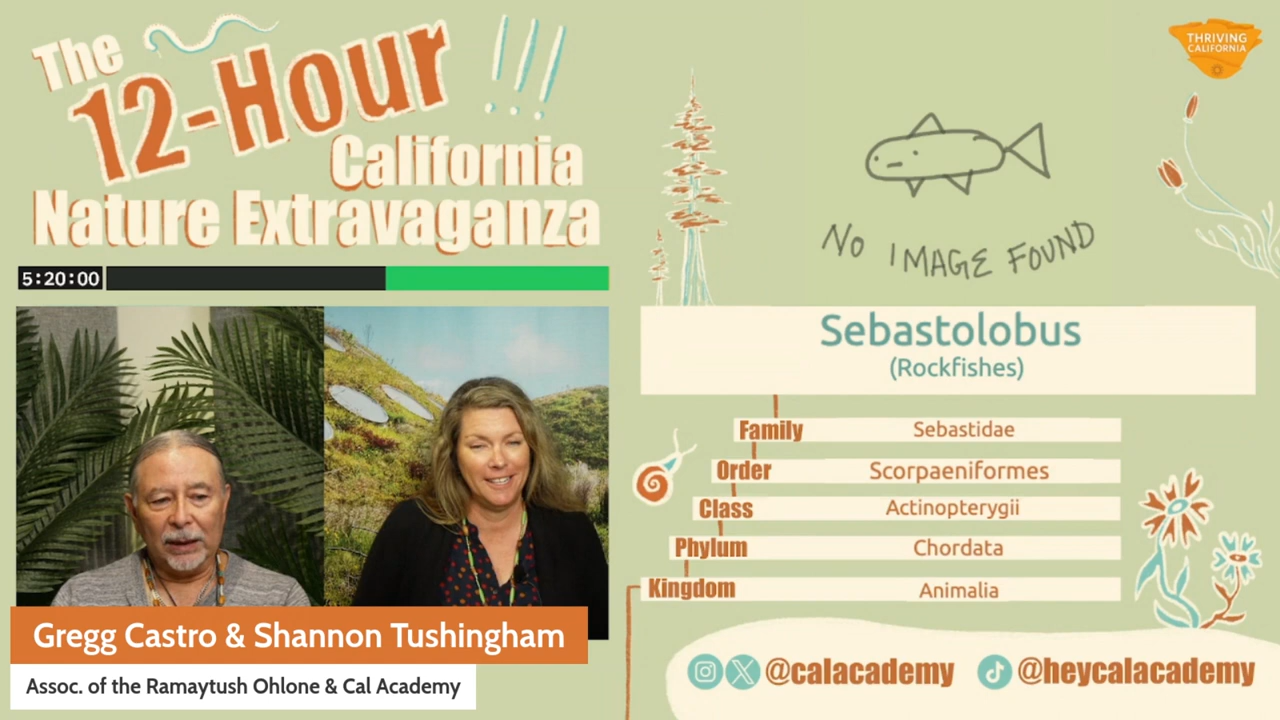 The
12-Hour !!!
California
Nature Extravaganza
5:20:00
Gregg Castro & Shannon Tushingham
Assoc. of the Ramaytush Ohlone & Cal Academy
THRIVING
CALIFORNIA
NO IMAGE FOUND
Sebastolobus
(Rockfishes)
Family Sebastidae
Order Scorpaeniformes
Class Actinopterygii
Phylum Chordata
Kingdom Animalia
@calacademy @heycalacademy